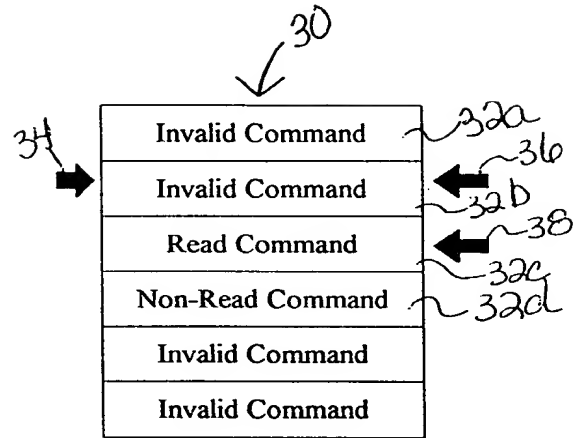 30
Invalid Command 32a
34 Invalid Command 36
32b
Read Command 38
32c
Non-Read Command 32d
Invalid Command
Invalid Command